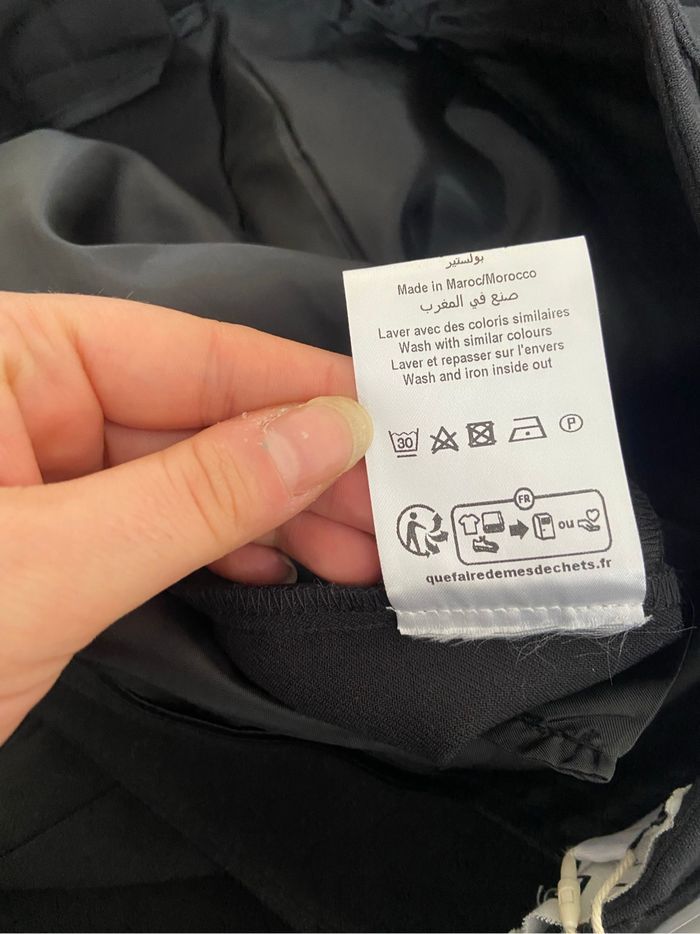 بولستير
Made in Maroc/Morocco
صنع في المغرب
Laver avec des coloris similaires
Wash with similar colours
Laver et repasser sur l'envers
Wash and iron inside out
30
P
FR
ou
quefairedemesdechets.fr